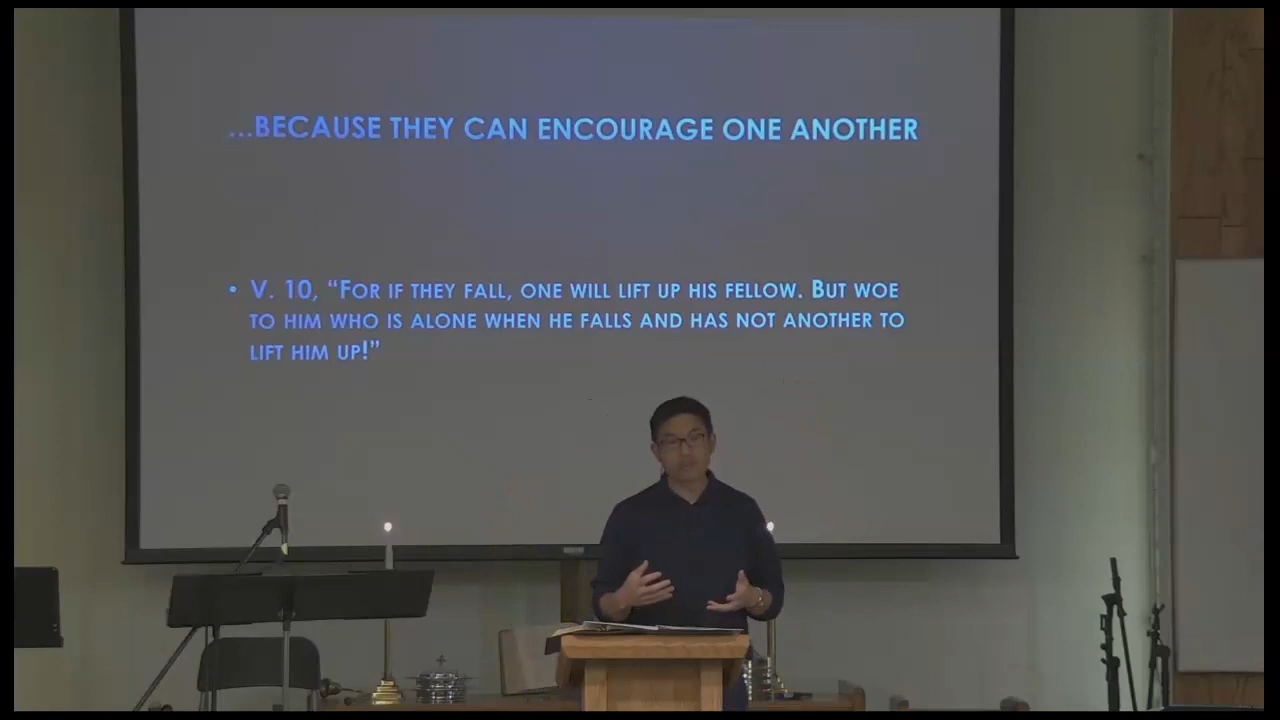 ...BECAUSE THEY CAN ENCOURAGE ONE ANOTHER
• V. 10, “FOR IF THEY FALL, ONE WILL LIFT UP HIS FELLOW. BUT WOE
TO HIM WHO IS ALONE WHEN HE FALLS AND HAS NOT ANOTHER TO
LIFT HIM UP!”